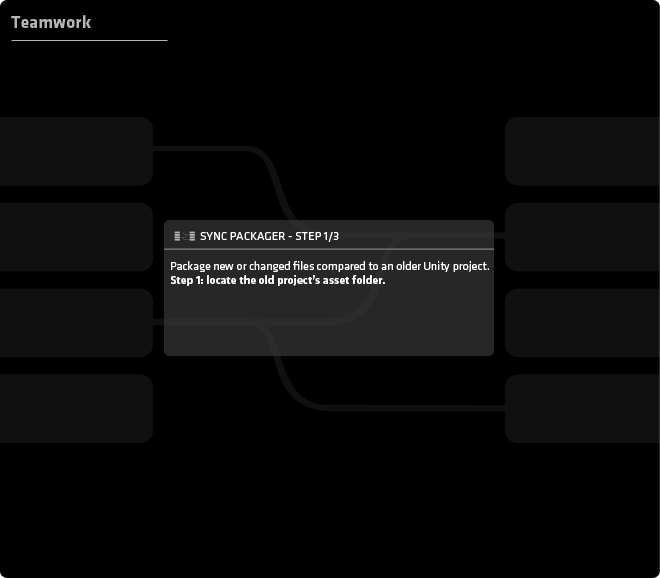 Teamwork
SYNC PACKAGER - STEP 1/3
Package new or changed files compared to an older Unity project.
Step 1: locate the old project's asset folder.